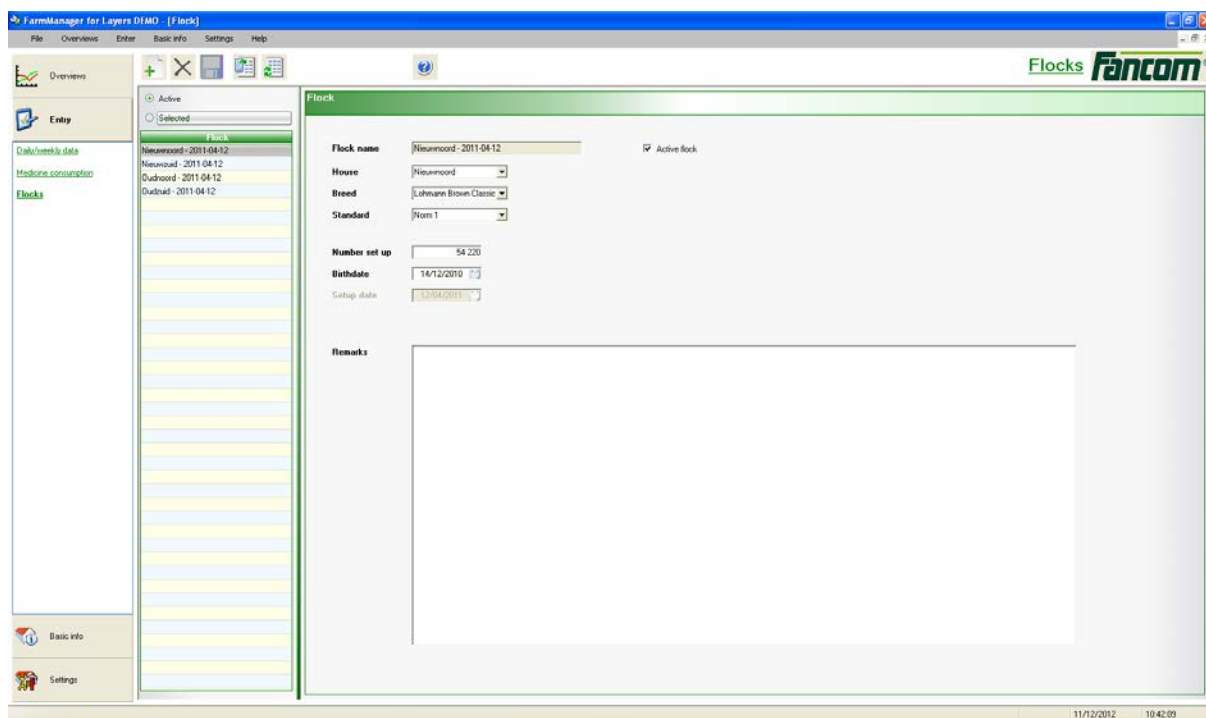 FarmManager for Layers DEMO - [Flock]
File Overviews Enter Basic info Settings Help
Overviews
Flocks Fancom
Active
Selected
Entry
Daily/weekly data
Medicine consumption
Flocks
Flock
Nieuwnoord - 2011-04-12
Nieuwzuid - 2011-04-12
Oudnoord - 2011-04-12
Oudzuid - 2011-04-12
Flock
Flock name Nieuwnoord - 2011-04-12 Active flock
House Nieuwnoord
Breed Lohmann Brown Classic
Standard Norm 1
Number set up 54 220
Birthdate 14/12/2010
Setup date 12/04/2011
Remarks
Basic info
Settings
11/12/2012 10:42:09